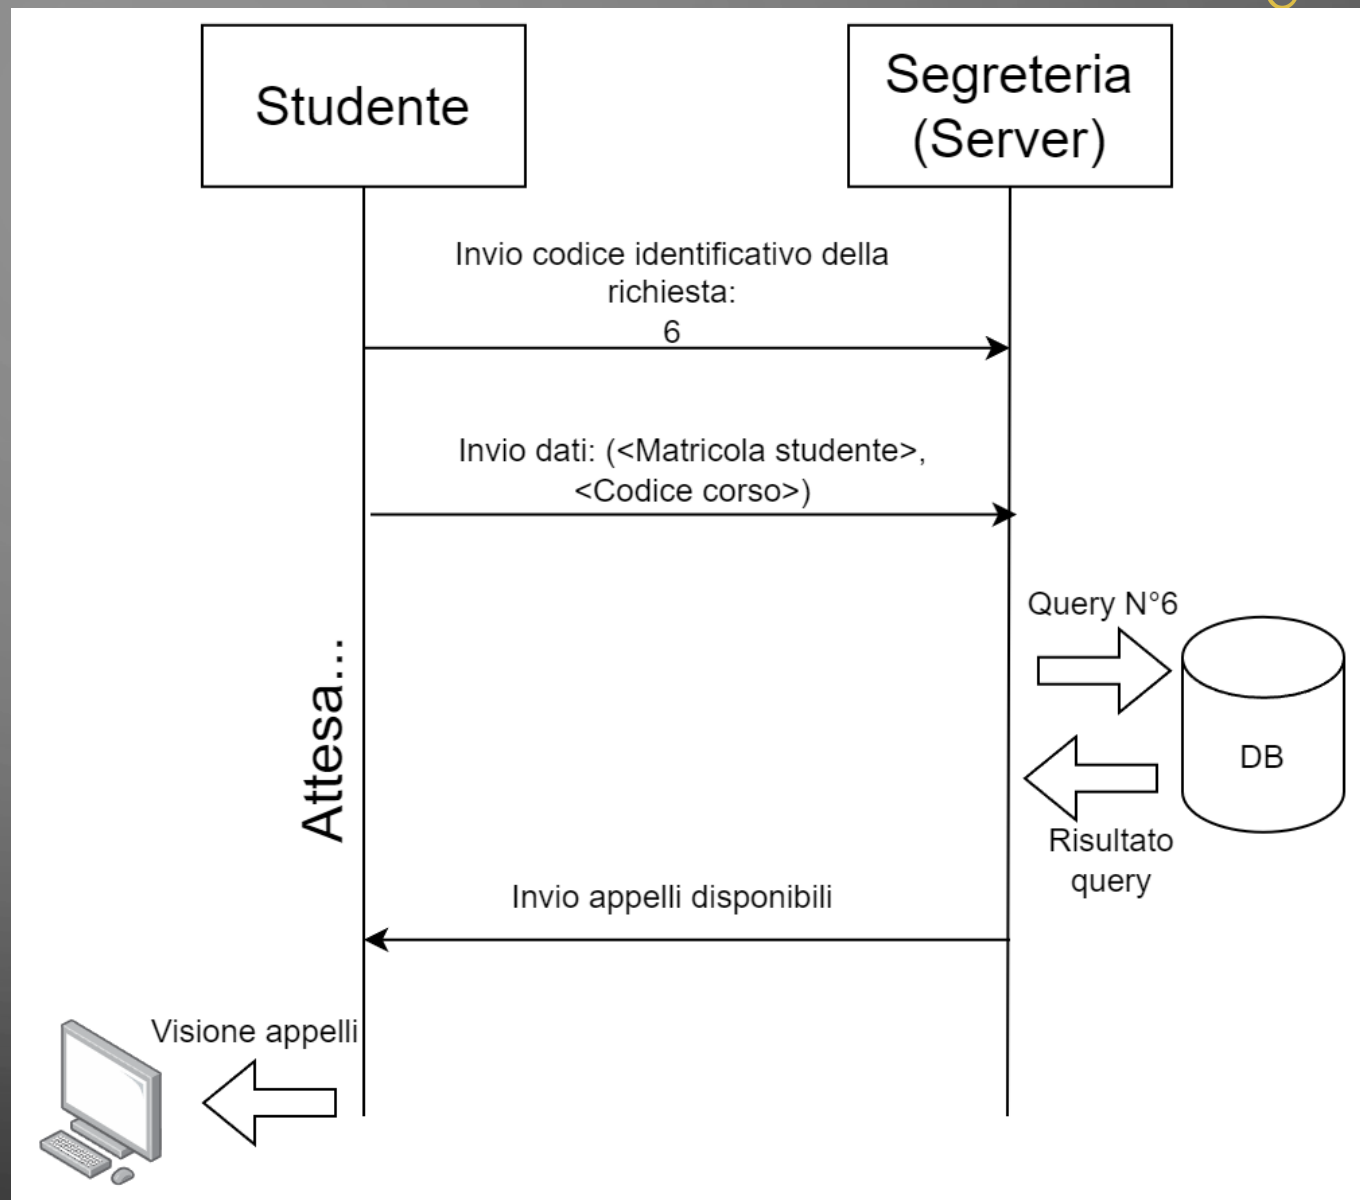 Studente
Segreteria
(Server)
Invio codice identificativo della
richiesta:
6
Invio dati: (<Matricola studente>,
<Codice corso>)
Query N°6
Attesa...
DB
Risultato
query
Invio appelli disponibili
Visione appelli